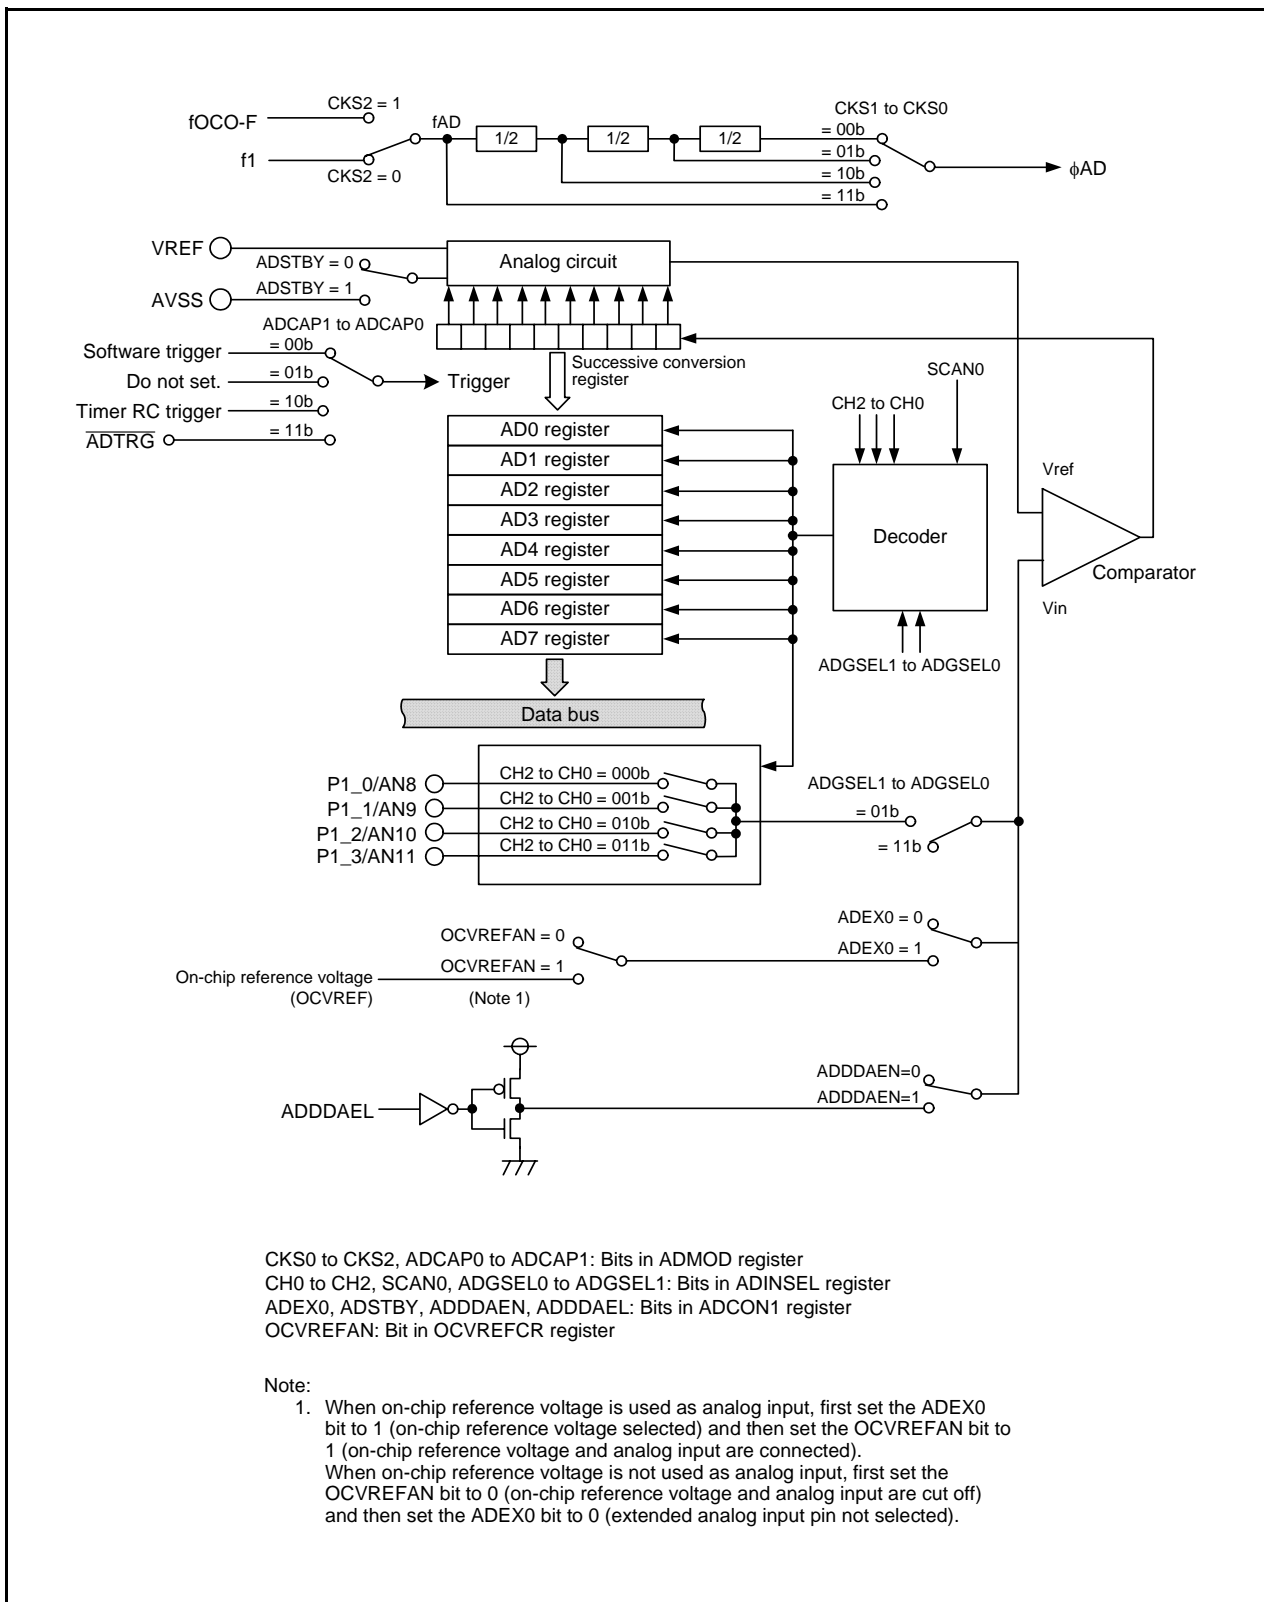 CKS2 = 1
fOCO-F
fAD
1/2
1/2
1/2
CKS1 to CKS0
= 00b
= 01b
= 10b
= 11b
f1
CKS2 = 0
ϕAD
VREF
ADSTBY = 0
Analog circuit
AVSS
ADSTBY = 1
ADCAP1 to ADCAP0
Software trigger
= 00b
Do not set.
= 01b
Trigger
Timer RC trigger
= 10b
ADTRG
= 11b
Successive conversion
register
SCAN0
CH2 to CH0
AD0 register
AD1 register
AD2 register
AD3 register
AD4 register
AD5 register
AD6 register
AD7 register
Decoder
Vref
Comparator
Vin
ADGSEL1 to ADGSEL0
Data bus
P1_0/AN8
CH2 to CH0 = 000b
P1_1/AN9
CH2 to CH0 = 001b
P1_2/AN10
CH2 to CH0 = 010b
P1_3/AN11
CH2 to CH0 = 011b
ADGSEL1 to ADGSEL0
= 01b
= 11b
OCVREFAN = 0
ADEX0 = 0
ADEX0 = 1
On-chip reference voltage
(OCVREF)
OCVREFAN = 1
(Note 1)
ADDDAEN=0
ADDDAEN=1
ADDDAEL
CKS0 to CKS2, ADCAP0 to ADCAP1: Bits in ADMOD register
CH0 to CH2, SCAN0, ADGSEL0 to ADGSEL1: Bits in ADINSEL register
ADEX0, ADSTBY, ADDDAEN, ADDDAEL: Bits in ADCON1 register
OCVREFAN: Bit in OCVREFCR register
Note:
1. When on-chip reference voltage is used as analog input, first set the ADEX0
bit to 1 (on-chip reference voltage selected) and then set the OCVREFAN bit to
1 (on-chip reference voltage and analog input are connected).
When on-chip reference voltage is not used as analog input, first set the
OCVREFAN bit to 0 (on-chip reference voltage and analog input are cut off)
and then set the ADEX0 bit to 0 (extended analog input pin not selected).